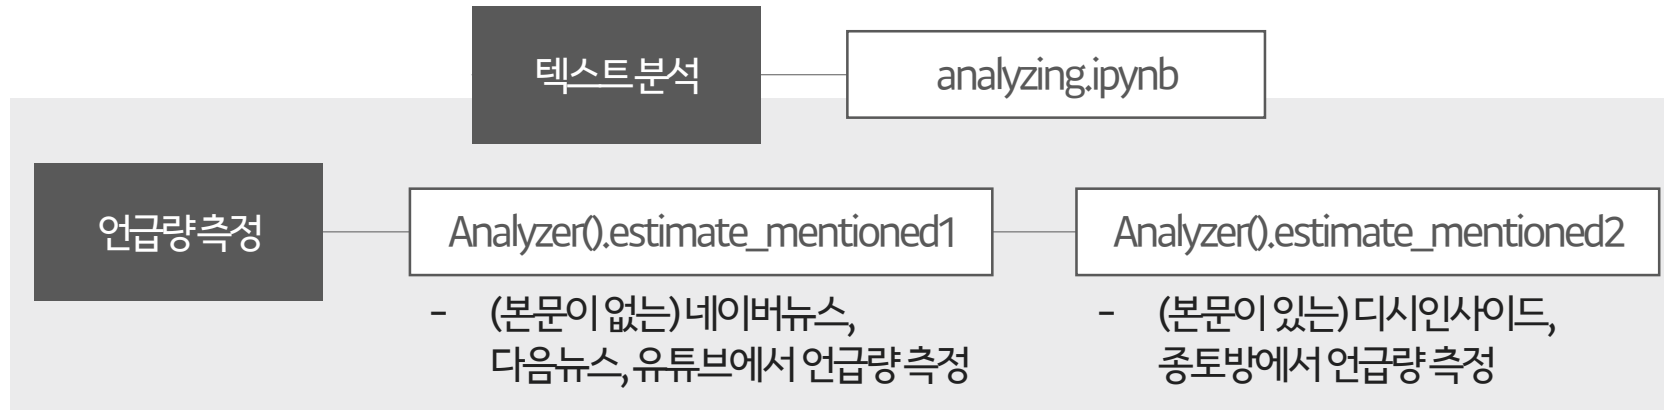 텍스트 분석
analyzing.ipynb
언급량 측정
Analyzer().estimate_mentioned1
Analyzer().estimate_mentioned2
- (본문이 없는) 네이버뉴스,
다음뉴스, 유튜브에서 언급량 측정
- (본문이 있는) 디시인사이드,
종토방에서 언급량 측정